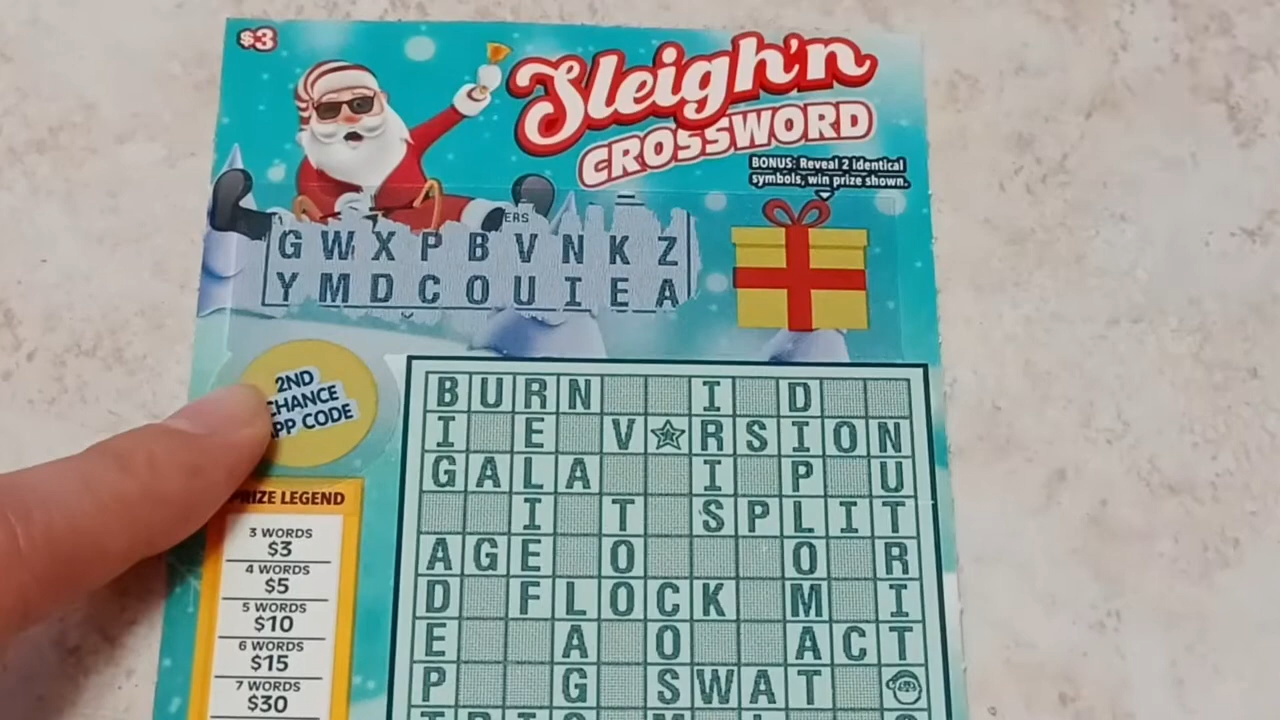 $3
Sleigh'n
CROSSWORD
BONUS: Reveal 2 identical
symbols, win prize shown.
ERS
G W X P B V N K Z
Y M D C O U I E A
2ND
CHANCE
APP CODE
PRIZE LEGEND
3 WORDS
$3
4 WORDS
$5
5 WORDS
$10
6 WORDS
$15
7 WORDS
$30
B U R N I D
I E V R S I O N
G A L A I P U
I T S P L I T
A G E O O R
D F L O C K M I
E A O A C T
P G S W A T